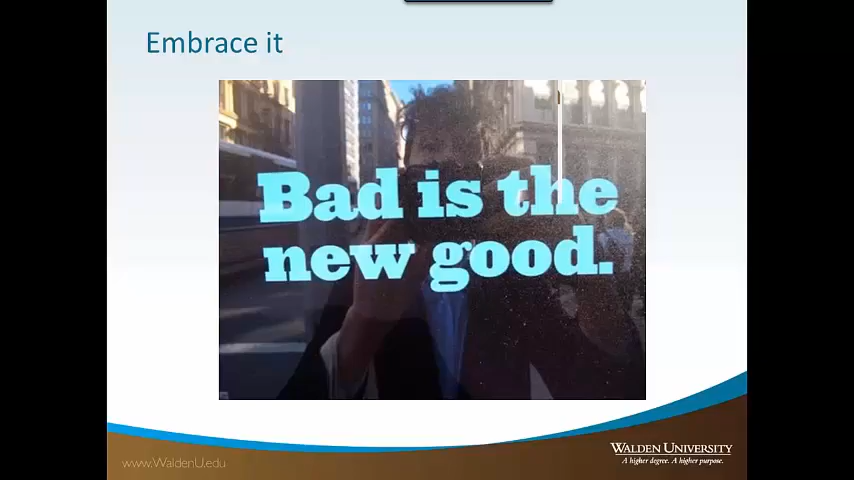 Embrace it
Bad is the
new good.
www.WaldenU.edu
WALDEN UNIVERSITY
A higher degree. A higher purpose.